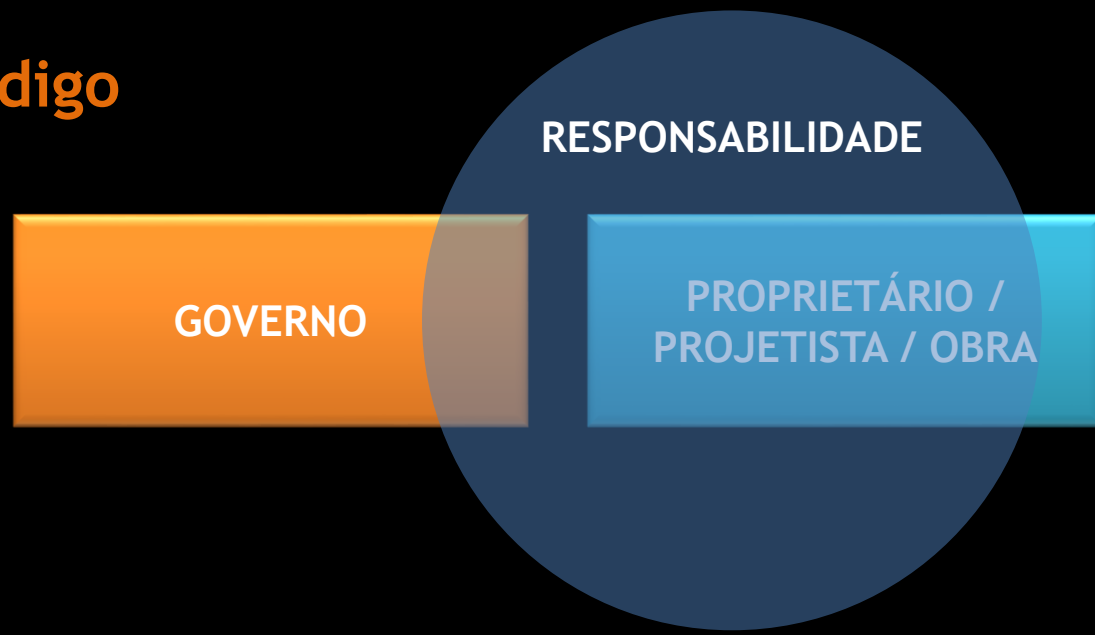 digo
RESPONSABILIDADE
GOVERNO
PROPRIETÁRIO /
PROJETISTA / OBRA